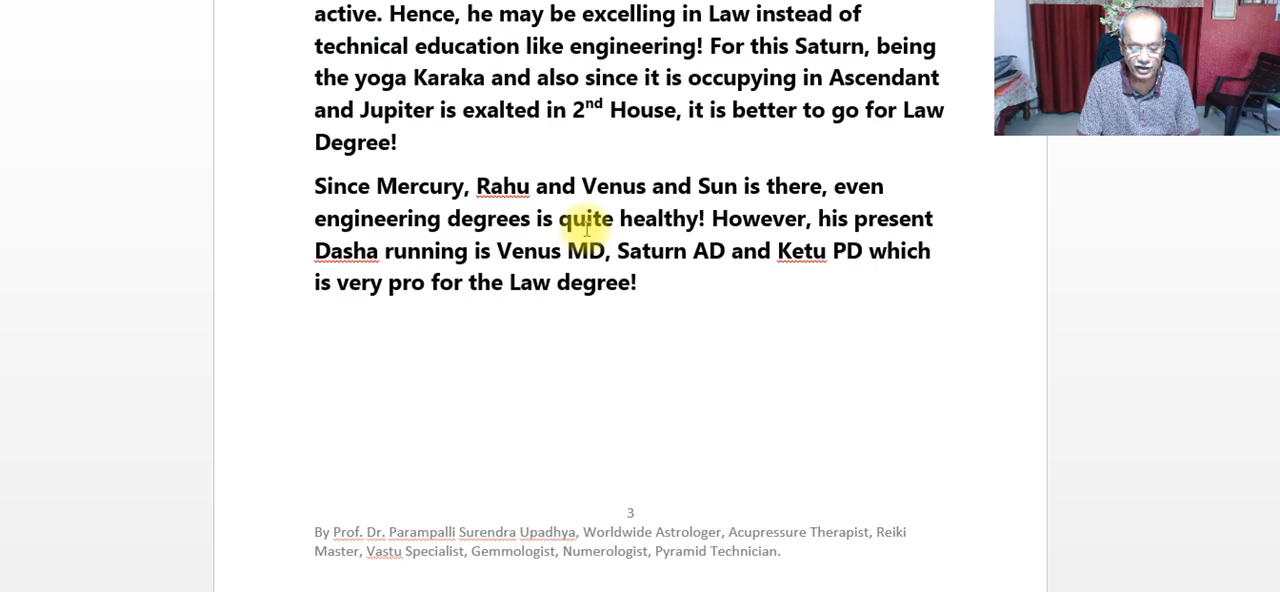 active. Hence, he may be excelling in Law instead of
technical education like engineering! For this Saturn, being
the yoga Karaka and also since it is occupying in Ascendant
and Jupiter is exalted in 2nd House, it is better to go for Law
Degree!
Since Mercury, Rahu and Venus and Sun is there, even
engineering degrees is quite healthy! However, his present
Dasha running is Venus MD, Saturn AD and Ketu PD which
is very pro for the Law degree!
3
By Prof. Dr. Parampalli Surendra Upadhya, Worldwide Astrologer, Acupressure Therapist, Reiki
Master, Vastu Specialist, Gemmologist, Numerologist, Pyramid Technician.